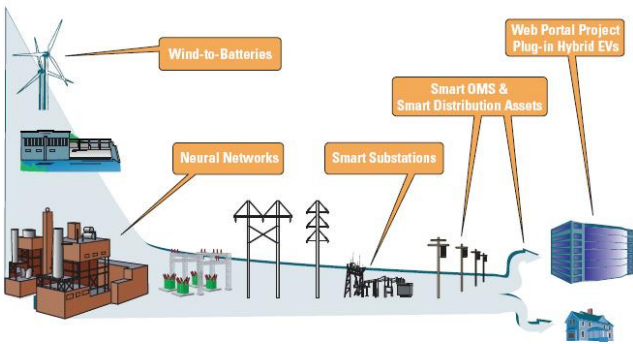 Web Portal Project
Plug-in Hybrid EVs
Wind-to-Batteries
Smart OMS &
Smart Distribution Assets
Neural Networks
Smart Substations